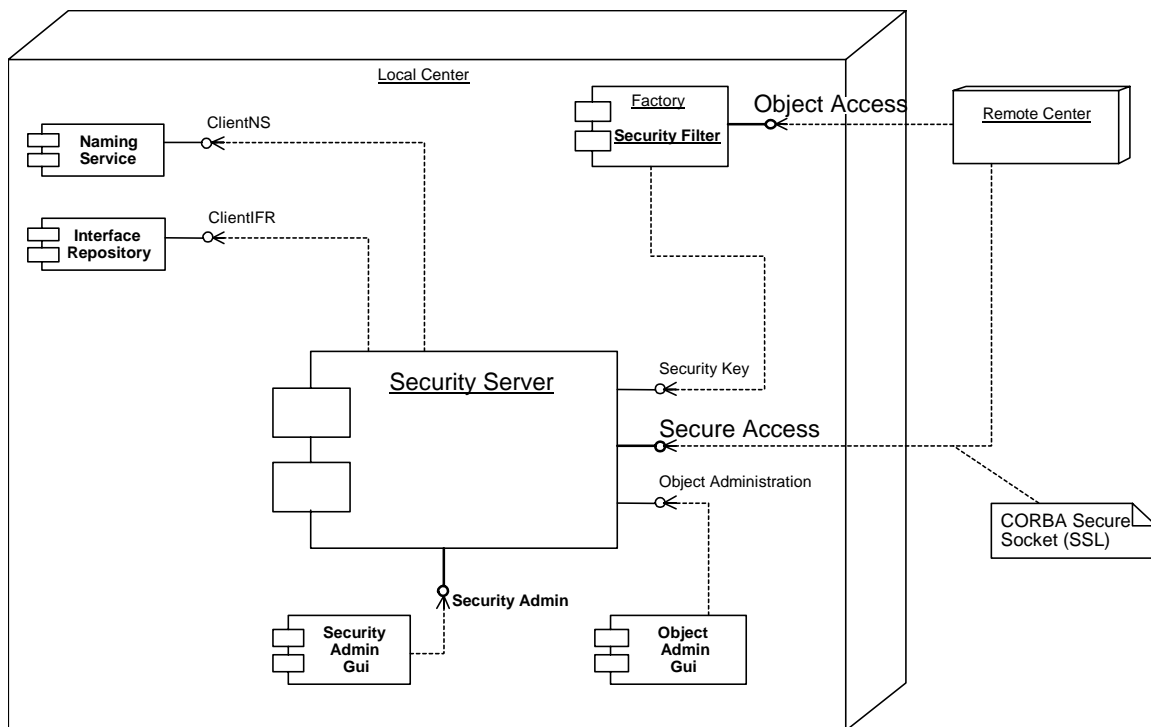 Local Center
Factory
Security Filter
Object Access
Remote Center
ClientNS
Naming
Service
ClientIFR
Interface
Repository
Security Server
Security Key
Secure Access
Object Administration
CORBA Secure
Socket (SSL)
Security Admin
Security
Admin
Gui
Object
Admin
Gui